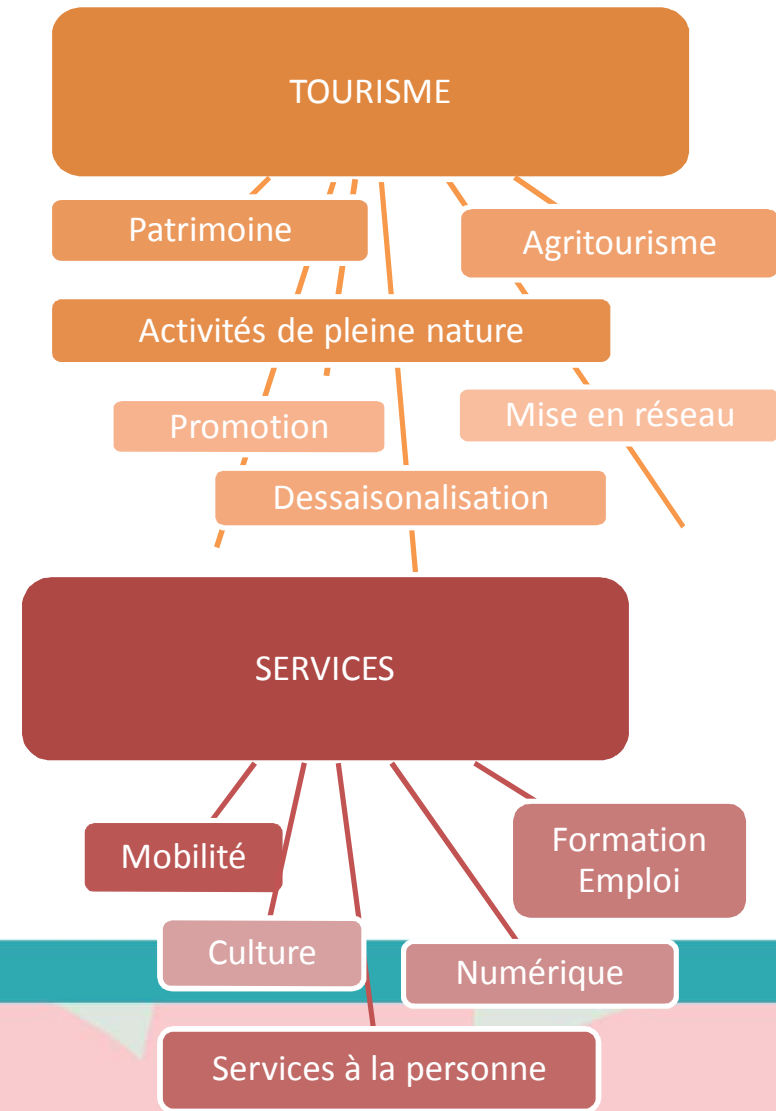 TOURISME
Patrimoine
Agritourisme
Activités de pleine nature
Promotion
Mise en réseau
Dessaisonalisation
SERVICES
Mobilité
Formation
Emploi
Culture
Numérique
Services à la personne